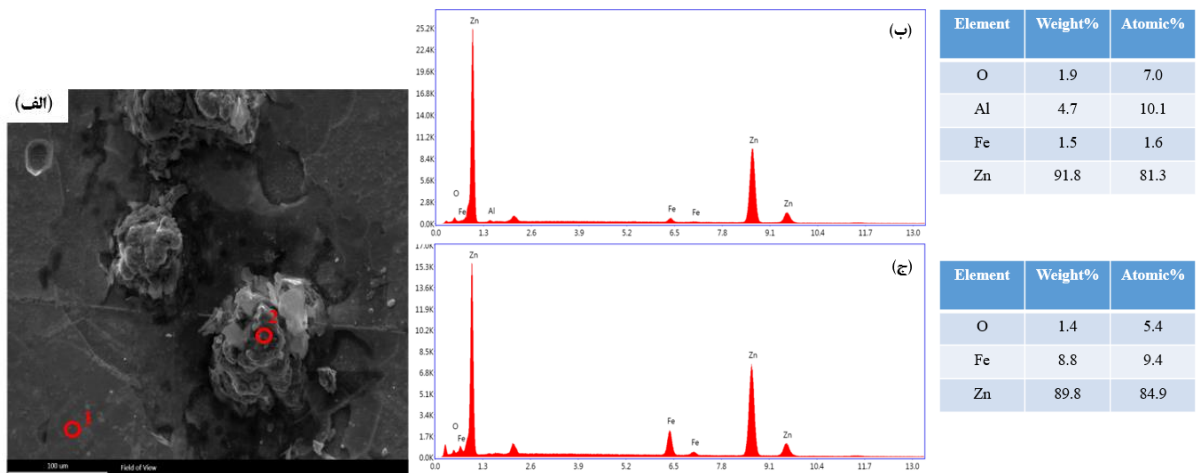 (الف)
1
100 um
Field of View
(ب)
25.2K
22.4K
19.6K
16.8K
14.0K
11.2K
8.4K
5.6K
2.8K
0.0K
Zn
O
Fe
Al
Fe
Fe
Zn
Zn
0.0 1.3 2.6 3.9 5.2 6.5 7.8 9.1 10.4 11.7 13.0
Element Weight% Atomic%
O 1.9 7.0
Al 4.7 10.1
Fe 1.5 1.6
Zn 91.8 81.3
(ج)
17.0K
15.3K
13.6K
11.9K
10.2K
8.5K
6.8K
5.1K
3.4K
1.7K
0.0K
Zn
O
Fe
Fe
Fe
Zn
Zn
0.0 1.3 2.6 3.9 5.2 6.5 7.8 9.1 10.4 11.7 13.0
Element Weight% Atomic%
O 1.4 5.4
Fe 8.8 9.4
Zn 89.8 84.9